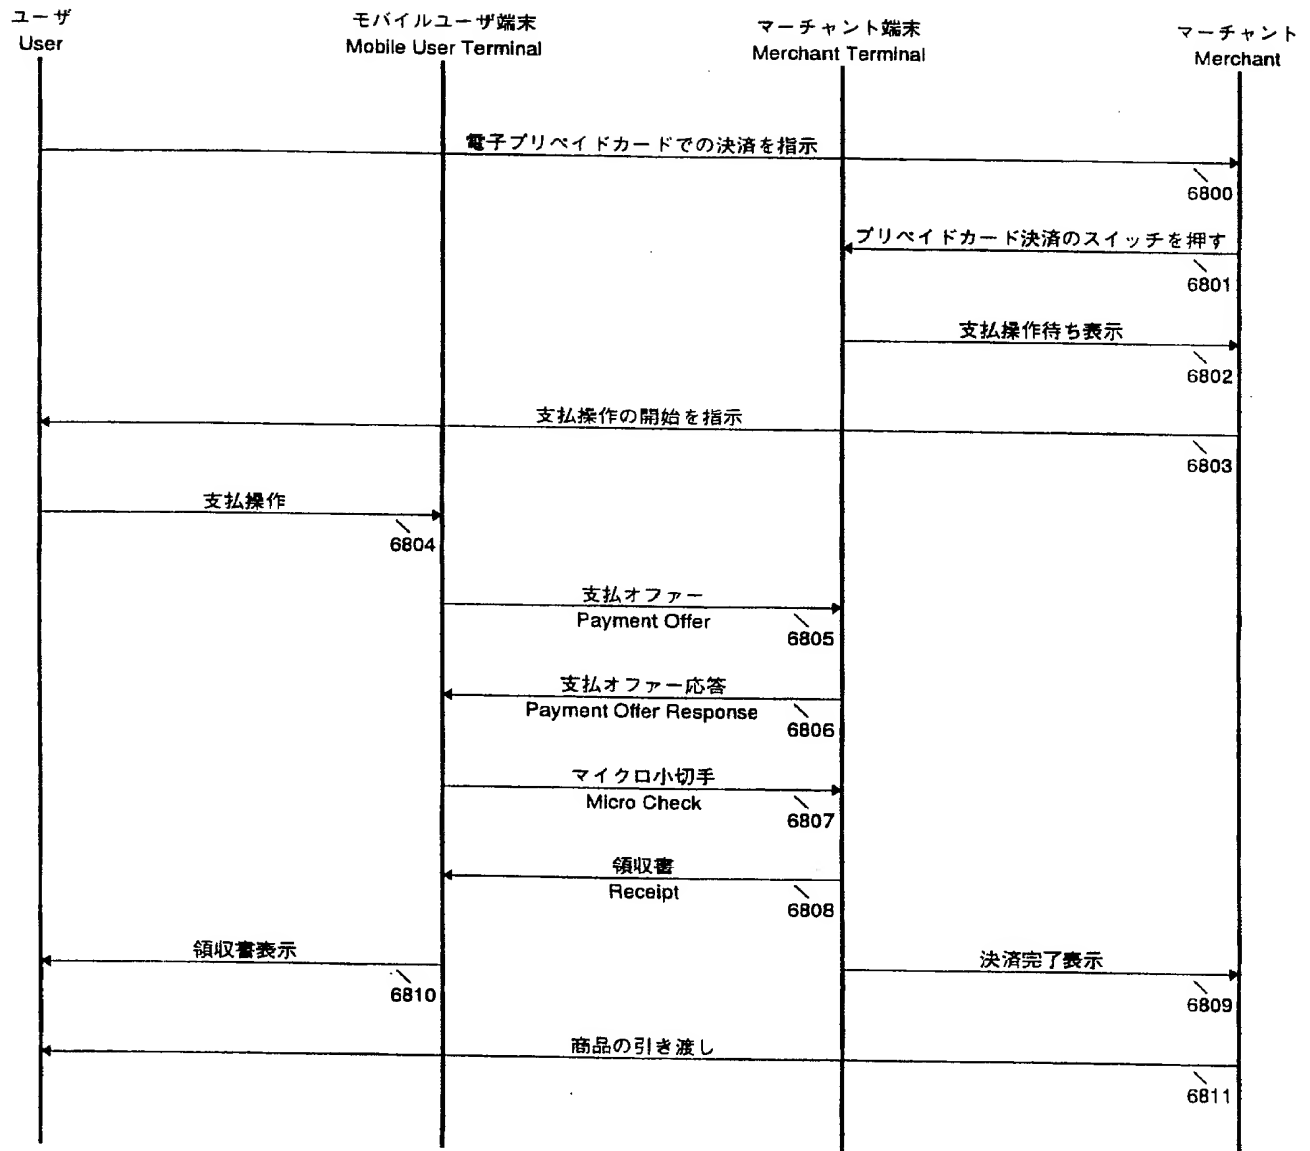 ユーザ
User
モバイルユーザ端末
Mobile User Terminal
マーチャント端末
Merchant Terminal
マーチャント
Merchant
電子プリペイドカードでの決済を指示
6800
プリペイドカード決済のスイッチを押す
6801
支払操作待ち表示
6802
支払操作の開始を指示
6803
支払操作
6804
支払オファー
Payment Offer
6805
支払オファー応答
Payment Offer Response
6806
マイクロ小切手
Micro Check
6807
領収書
Receipt
6808
領収書表示
6810
決済完了表示
6809
商品の引き渡し
6811